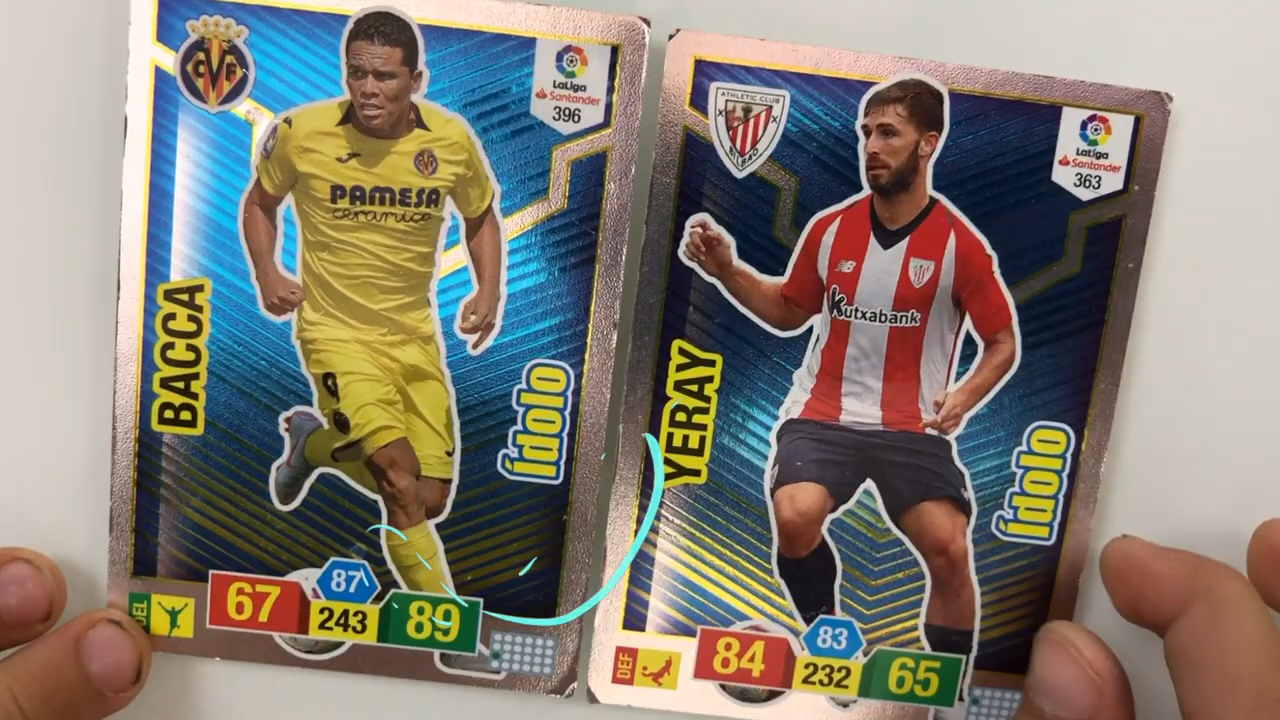 CVF
LaLiga
Santander
396
PAMESA
ceramica
9
BACCA
Ídolo
DEL
67
87
243
89
ATHLETIC CLUB
BILBAO
LaLiga
Santander
363
NB
Kutxabank
YERAY
Ídolo
DEF
84
83
232
65